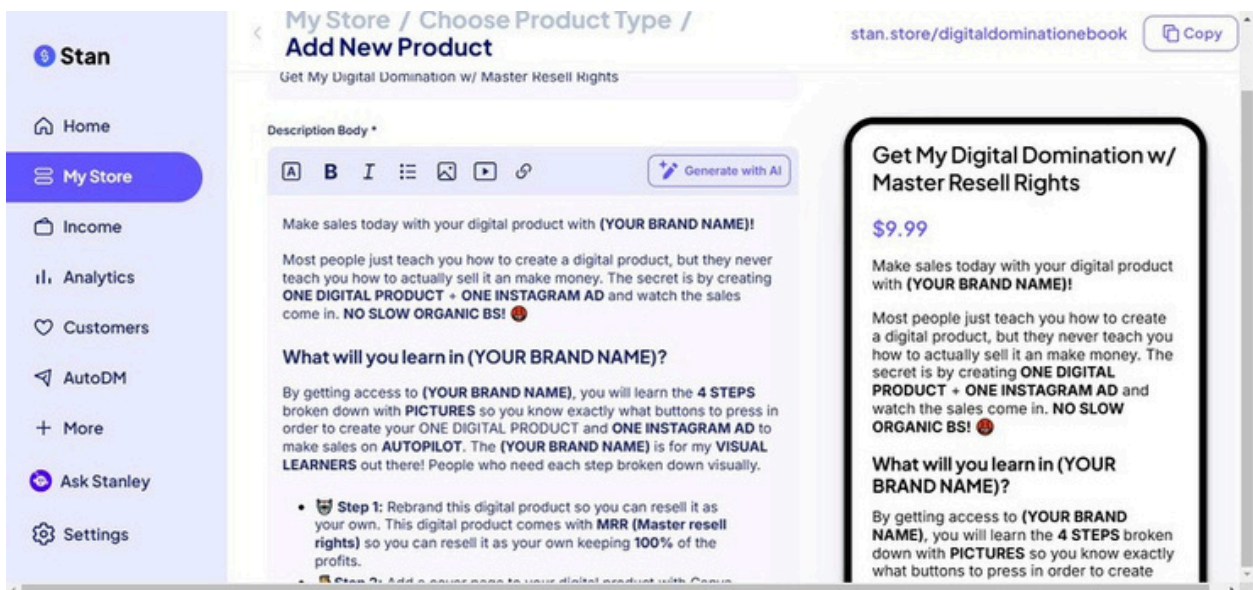 Stan
Home
My Store
Income
Analytics
Customers
AutoDM
More
Ask Stanley
Settings
My Store / Choose Product Type /
Add New Product
Get My Digital Domination w/ Master Resell Rights
Description Body *
A B I
Generate with AI
Make sales today with your digital product with (YOUR BRAND NAME)!
Most people just teach you how to create a digital product, but they never
teach you how to actually sell it an make money. The secret is by creating
ONE DIGITAL PRODUCT + ONE INSTAGRAM AD and watch the sales
come in. NO SLOW ORGANIC BS!
What will you learn in (YOUR BRAND NAME)?
By getting access to (YOUR BRAND NAME), you will learn the 4 STEPS
broken down with PICTURES so you know exactly what buttons to press in
order to create your ONE DIGITAL PRODUCT and ONE INSTAGRAM AD to
make sales on AUTOPILOT. The (YOUR BRAND NAME) is for my VISUAL
LEARNERS out there! People who need each step broken down visually.
• Step 1: Rebrand this digital product so you can resell it as
your own. This digital product comes with MRR (Master resell
rights) so you can resell it as your own keeping 100% of the
profits.
• Step 2: Add a cover page to your digital product with Canva
stan.store/digitaldominationebook
Copy
Get My Digital Domination w/
Master Resell Rights
$9.99
Make sales today with your digital product
with (YOUR BRAND NAME)!
Most people just teach you how to create
a digital product, but they never teach you
how to actually sell it an make money. The
secret is by creating ONE DIGITAL
PRODUCT + ONE INSTAGRAM AD and
watch the sales come in. NO SLOW
ORGANIC BS!
What will you learn in (YOUR
BRAND NAME)?
By getting access to (YOUR BRAND
NAME), you will learn the 4 STEPS broken
down with PICTURES so you know exactly
what buttons to press in order to create